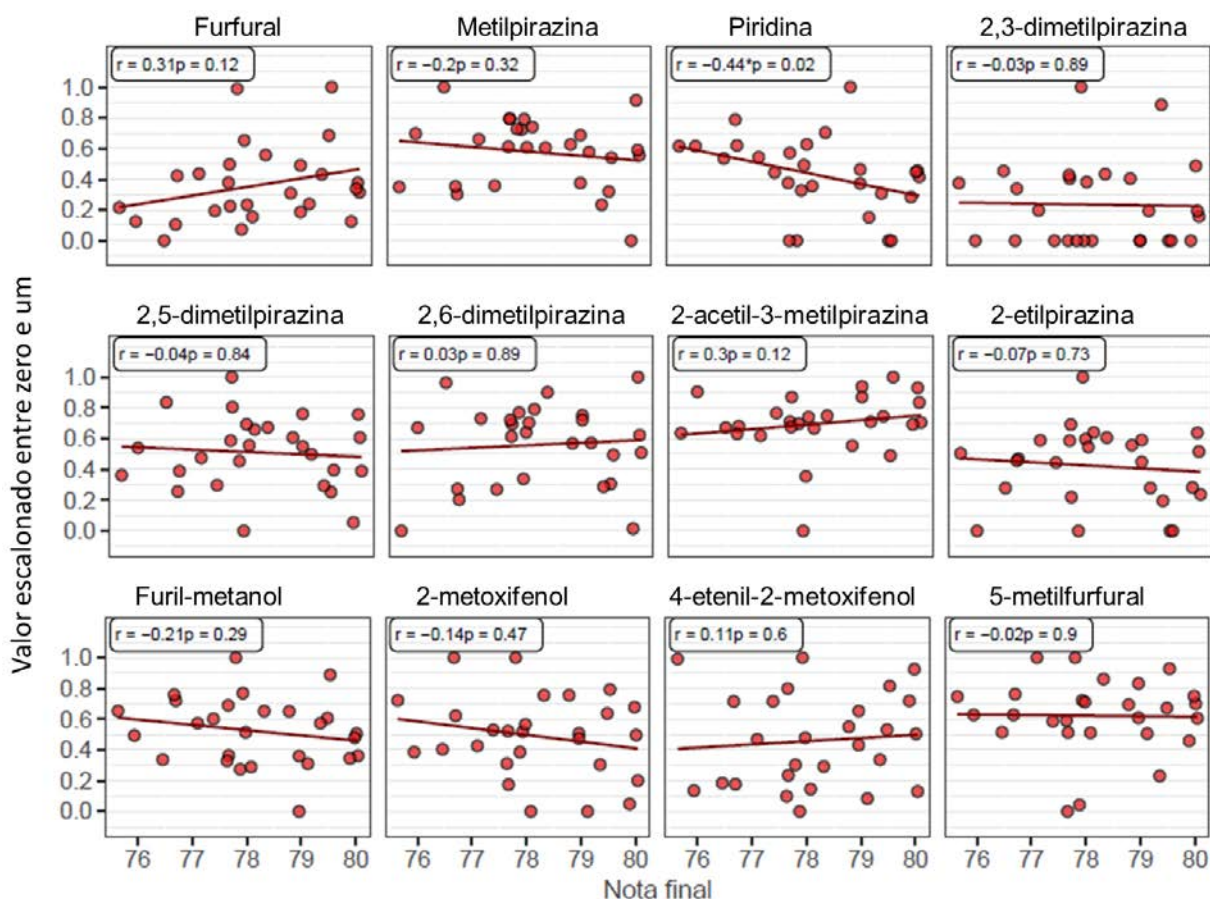 Furfural
Metilpirazina
Piridina
2,3-dimetilpirazina
r = 0.31p = 0.12
r = −0.2p = 0.32
r = −0.44*p = 0.02
r = −0.03p = 0.89
1.0
0.8
0.6
0.4
0.2
0.0
2,5-dimetilpirazina
2,6-dimetilpirazina
2-acetil-3-metilpirazina
2-etilpirazina
r = −0.04p = 0.84
r = 0.03p = 0.89
r = 0.3p = 0.12
r = −0.07p = 0.73
1.0
0.8
0.6
0.4
0.2
0.0
Valor escalonado entre zero e um
Furil-metanol
2-metoxifenol
4-etenil-2-metoxifenol
5-metilfurfural
r = −0.21p = 0.29
r = −0.14p = 0.47
r = 0.11p = 0.6
r = −0.02p = 0.9
1.0
0.8
0.6
0.4
0.2
0.0
76 77 78 79 80
76 77 78 79 80
76 77 78 79 80
76 77 78 79 80
Nota final